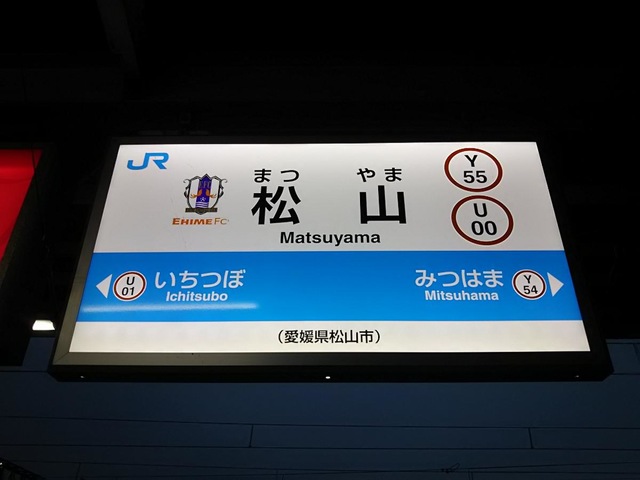 JR
EHIME FC
まつ やま
松山
Matsuyama
Y
55
U
00
U
01
いちつぼ
Ichitsubo
みつはま
Mitsuhama
Y
54
(愛媛県松山市)